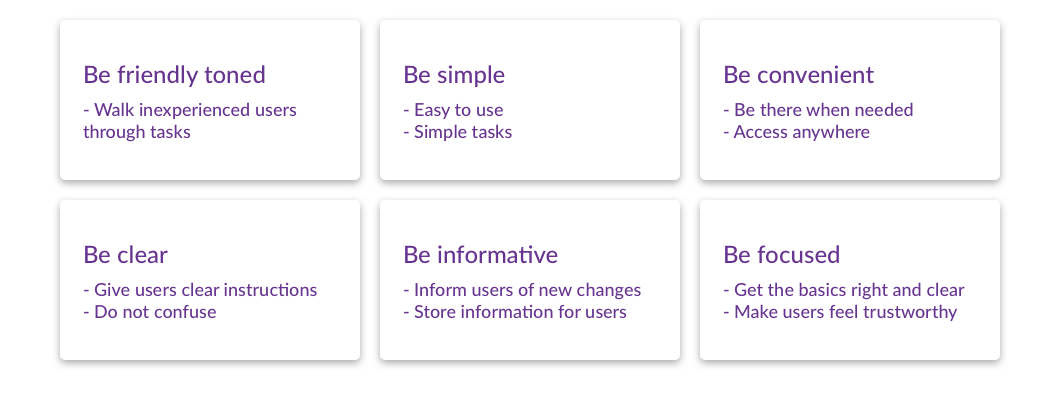 Be friendly toned
- Walk inexperienced users
through tasks
Be simple
- Easy to use
- Simple tasks
Be convenient
- Be there when needed
- Access anywhere
Be clear
- Give users clear instructions
- Do not confuse
Be informative
- Inform users of new changes
- Store information for users
Be focused
- Get the basics right and clear
- Make users feel trustworthy